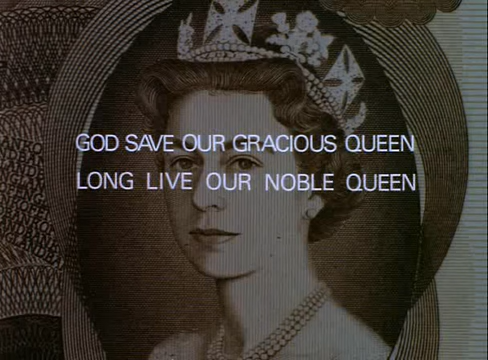 GOD SAVE OUR GRACIOUS QUEEN
LONG LIVE OUR NOBLE QUEEN